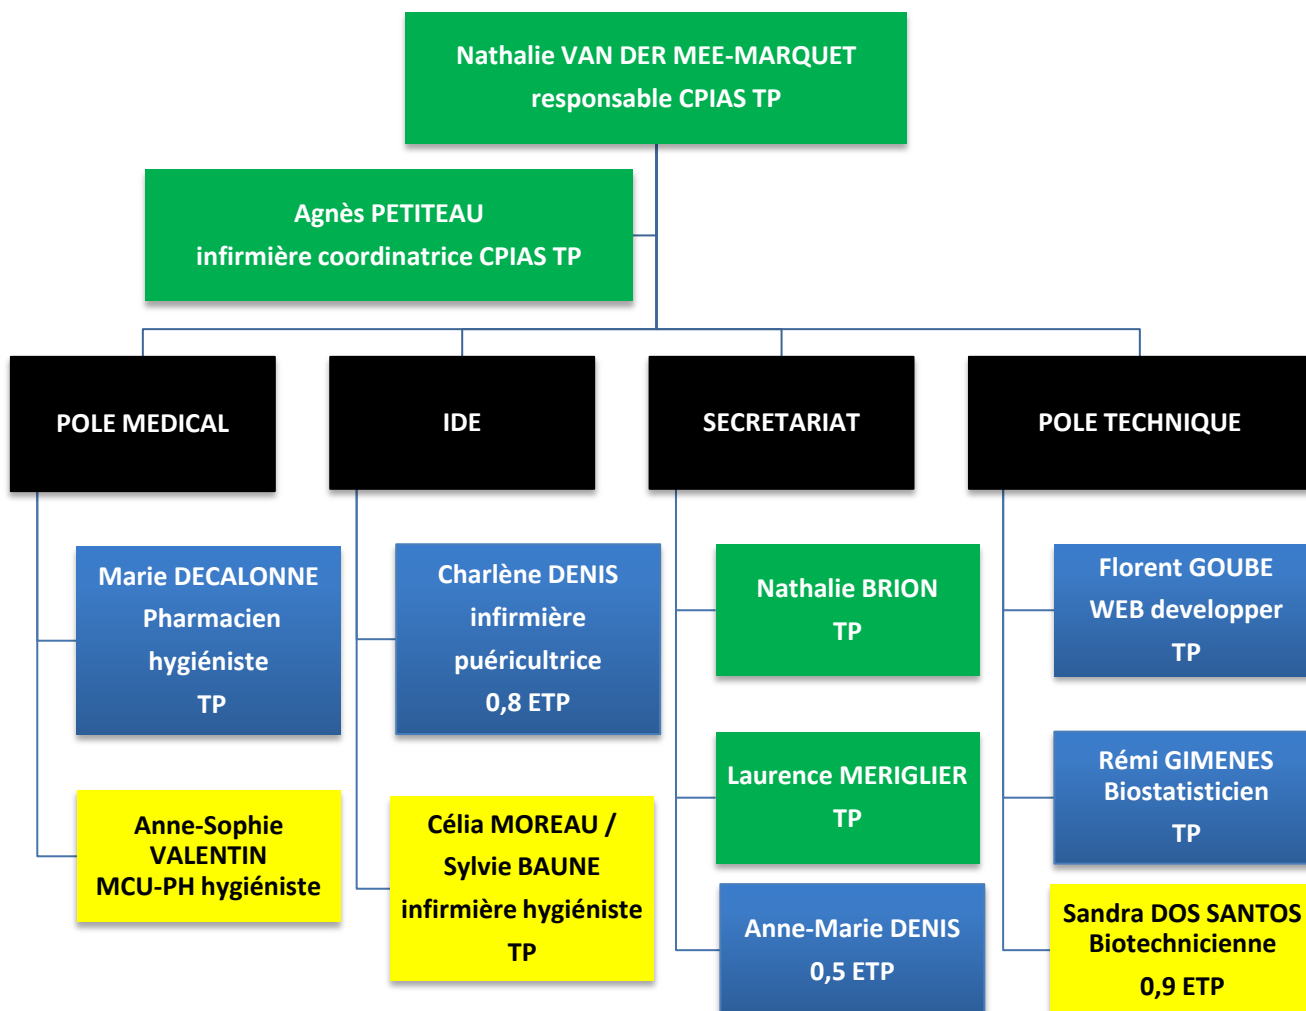 Nathalie VAN DER MEE-MARQUET
responsable CPIAS TP
Agnès PETITEAU
infirmière coordinatrice CPIAS TP
POLE MEDICAL
IDE
SECRETARIAT
POLE TECHNIQUE
Marie DECALONNE
Pharmacien
hygiéniste
TP
Anne-Sophie
VALENTIN
MCU-PH hygiéniste
Charlène DENIS
infirmière
puéricultrice
0,8 ETP
Célia MOREAU /
Sylvie BAUNE
infirmière hygiéniste
TP
Nathalie BRION
TP
Laurence MERIGLIER
TP
Anne-Marie DENIS
0,5 ETP
Florent GOUBE
WEB developper
TP
Rémi GIMENES
Biostatisticien
TP
Sandra DOS SANTOS
Biotechnicienne
0,9 ETP